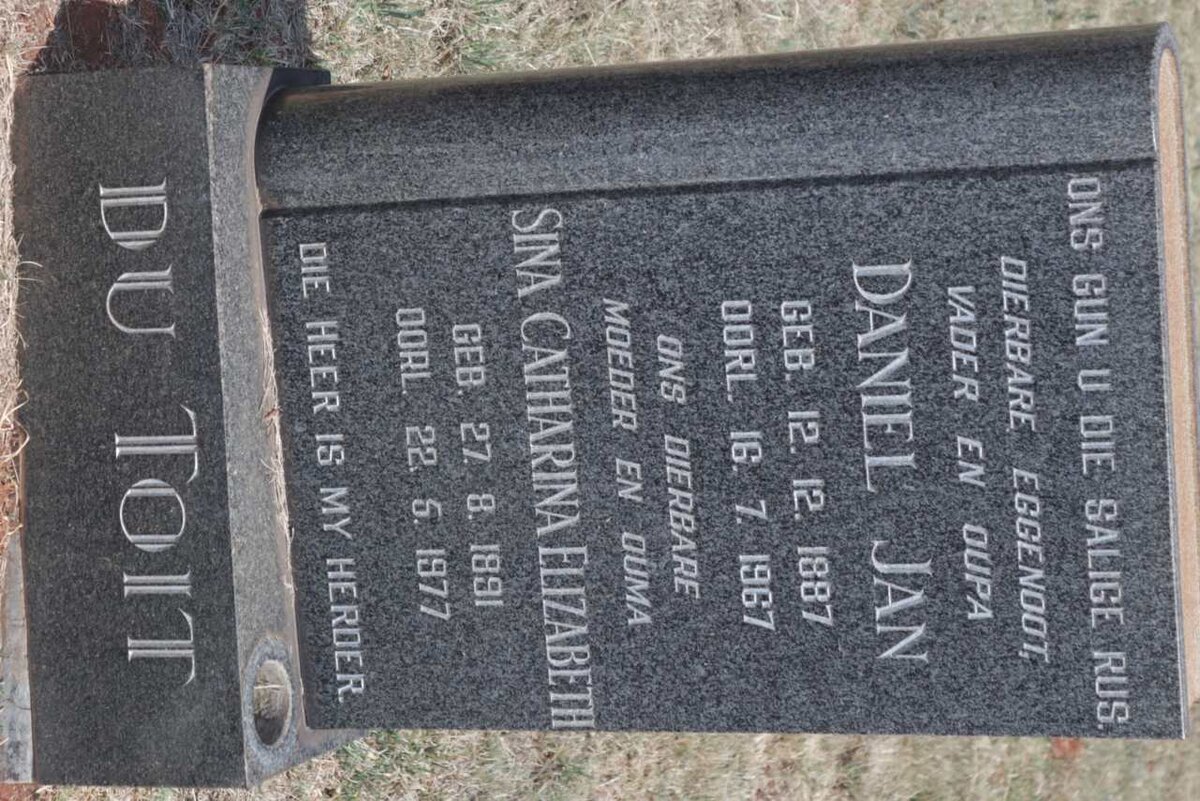 ONS GUN U DIE SALIGE RUS.
DIERBARE EGGENOOT
VADER EN OUPA
DANIEL JAN
GEB. 12. 12. 1887
OORL. 16. 7. 1967
ONS DIERBARE
MOEDER EN OUMA
SINA CATHARINA ELIZABETH
GEB. 27. 8. 1891
OORL. 22. 5. 1977
DIE HEER IS MY HERDER.
DU TOIT